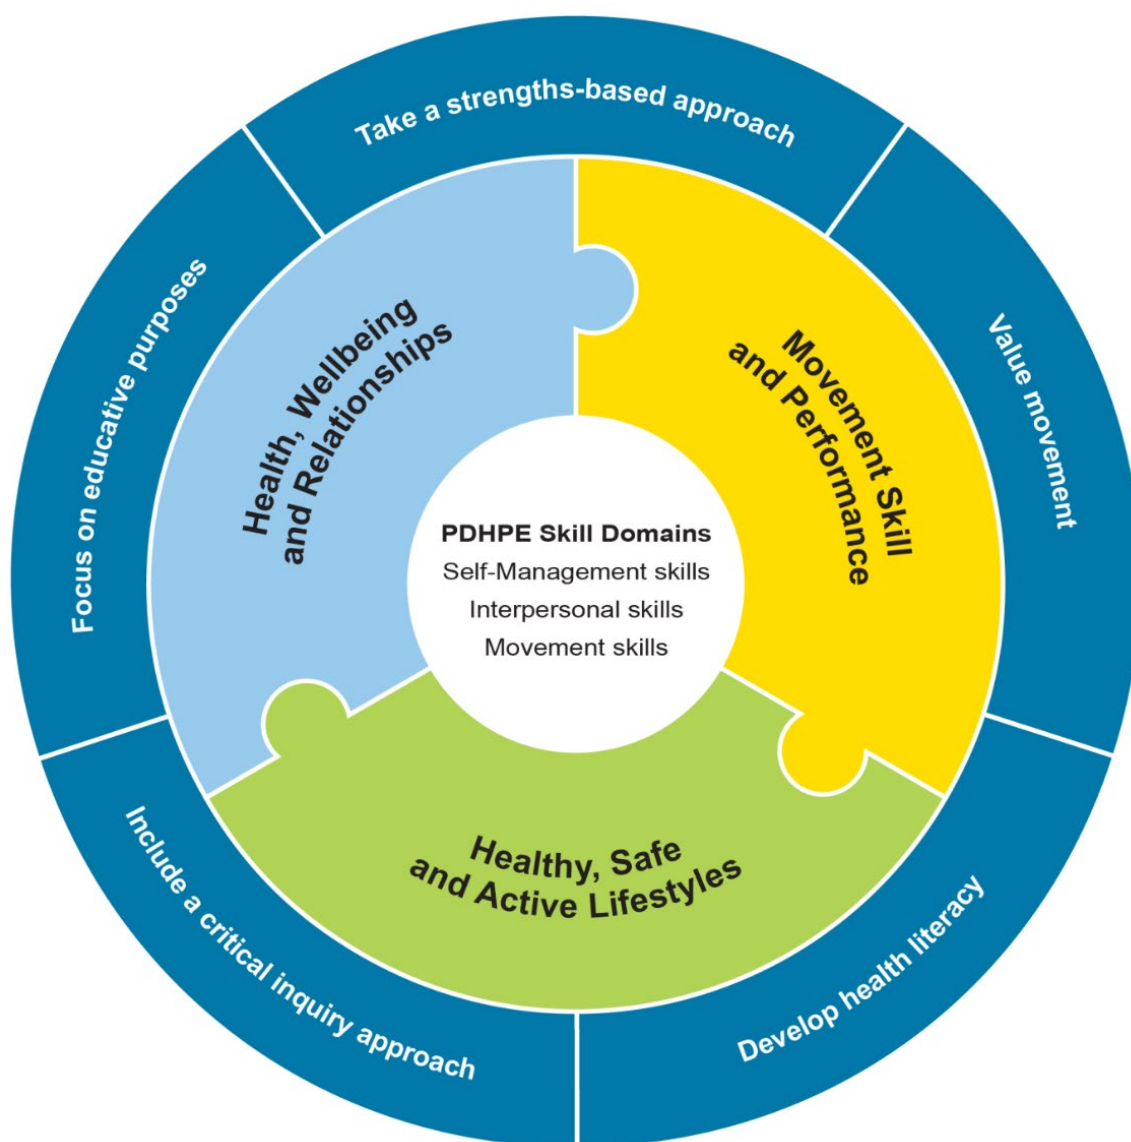 Take a strengths-based approach
Value movement
Develop health literacy
Include a critical inquiry approach
Focus on educative purposes
Health, Wellbeing
and Relationships
Movement Skill
and Performance
Healthy, Safe
and Active Lifestyles
PDHPE Skill Domains
Self-Management skills
Interpersonal skills
Movement skills